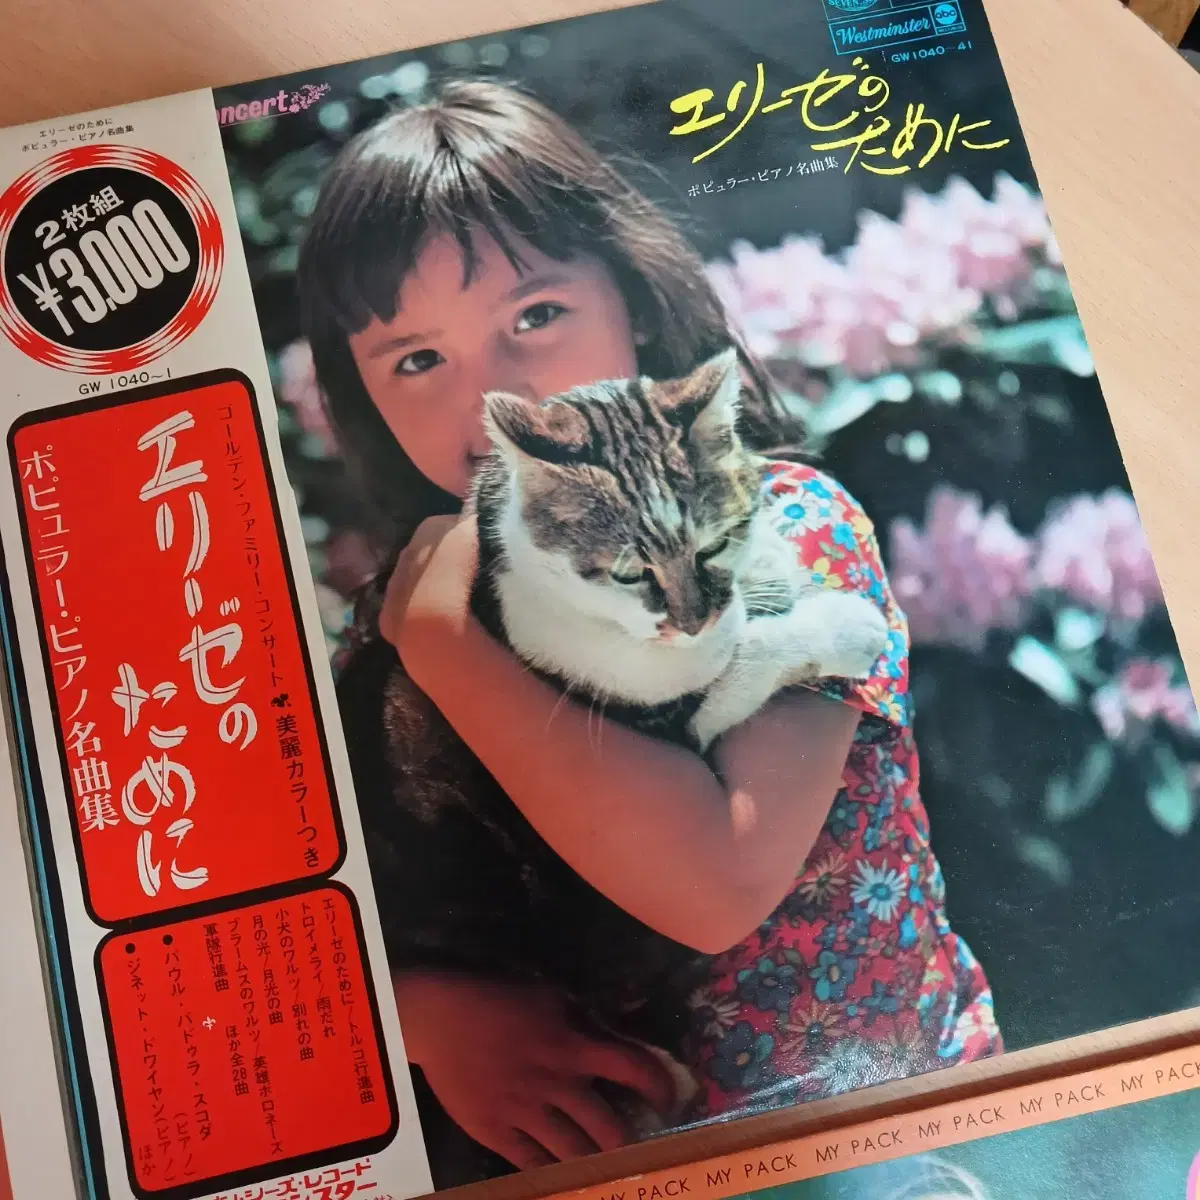 エリーゼのために
ポピュラー・ピアノ名曲集
2枚組
¥3,000
GW 1040~1
ゴールデン・ファミリー・コンサート 美麗カラーつき
エリーゼの
ために
ポピュラー・ピアノ名曲集
エリーゼのために/トルコ行進曲
トロイメライ/雨だれ
小犬のワルツ/別れの曲
月の光/月光の曲
ブラームスのワルツ/英雄ポロネーズ
軍隊行進曲 ほか全28曲
●パウル・バドゥラ・スコダ(ピアノ)
●ジネット・ドワイヤン(ピアノ) ほか
ncert
SEVEN
Westminster
abc
GW 1040~41
エリーゼの
ために
ポピュラー・ピアノ名曲集
MY PACK MY PACK MY PACK MY PACK MY PACK MY PACK MY PACK